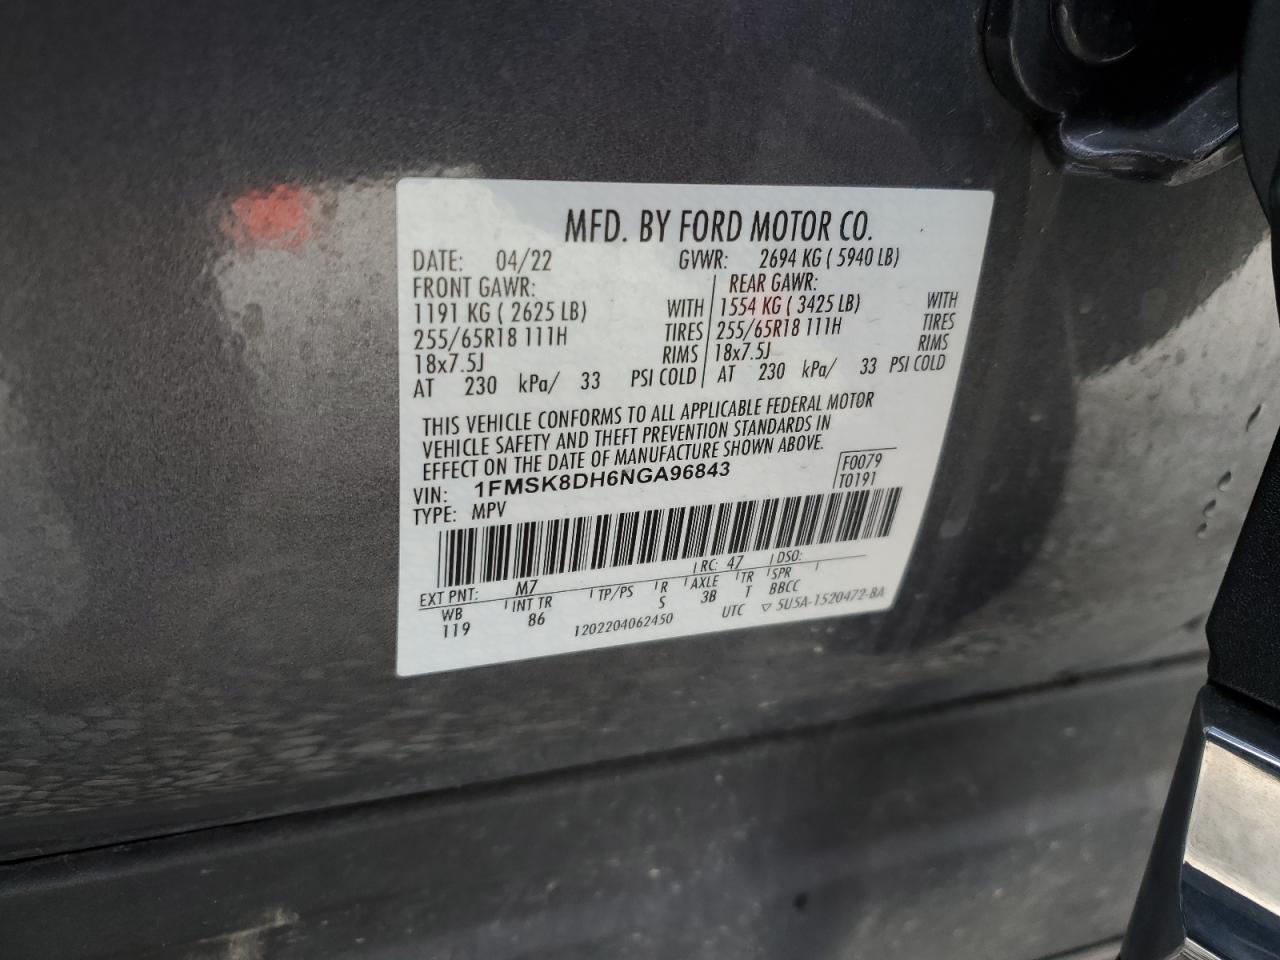 MFD. BY FORD MOTOR CO.
DATE: 04/22 GVWR: 2694 KG ( 5940 LB)
FRONT GAWR: REAR GAWR:
1191 KG ( 2625 LB) WITH 1554 KG ( 3425 LB) WITH
255/65R18 111H TIRES 255/65R18 111H TIRES
18x7.5J RIMS 18x7.5J RIMS
AT 230 kPa/ 33 PSI COLD AT 230 kPa/ 33 PSI COLD
THIS VEHICLE CONFORMS TO ALL APPLICABLE FEDERAL MOTOR
VEHICLE SAFETY AND THEFT PREVENTION STANDARDS IN
EFFECT ON THE DATE OF MANUFACTURE SHOWN ABOVE.
VIN: 1FMSK8DH6NGA96843 F0079
TYPE: MPV T0191
EXT PNT: M7 RC: 47 DSO:
WB INT TR TP/PS R AXLE TR SPR
119 86 S 3B T BBCC
1202204062450 UTC ▽ 5U5A-1520472-BA